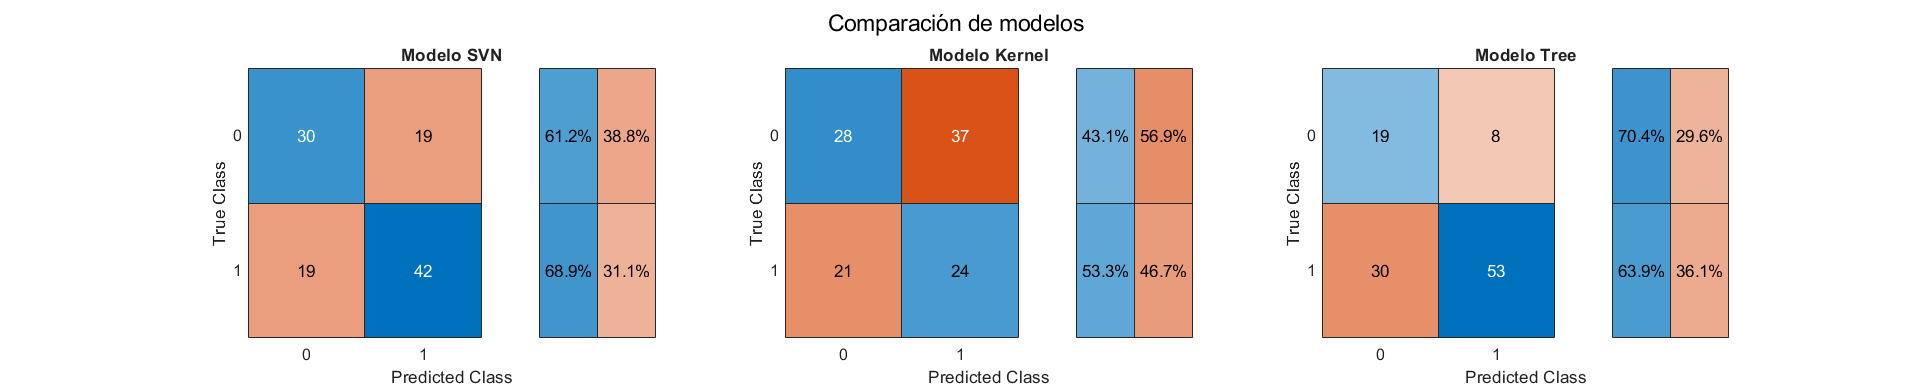 Comparación de modelos
Modelo SVN
0 30 19 61.2% 38.8%
1 19 42 68.9% 31.1%
0 1
True Class
Predicted Class
Modelo Kernel
0 28 37 43.1% 56.9%
1 21 24 53.3% 46.7%
0 1
True Class
Predicted Class
Modelo Tree
0 19 8 70.4% 29.6%
1 30 53 63.9% 36.1%
0 1
True Class
Predicted Class